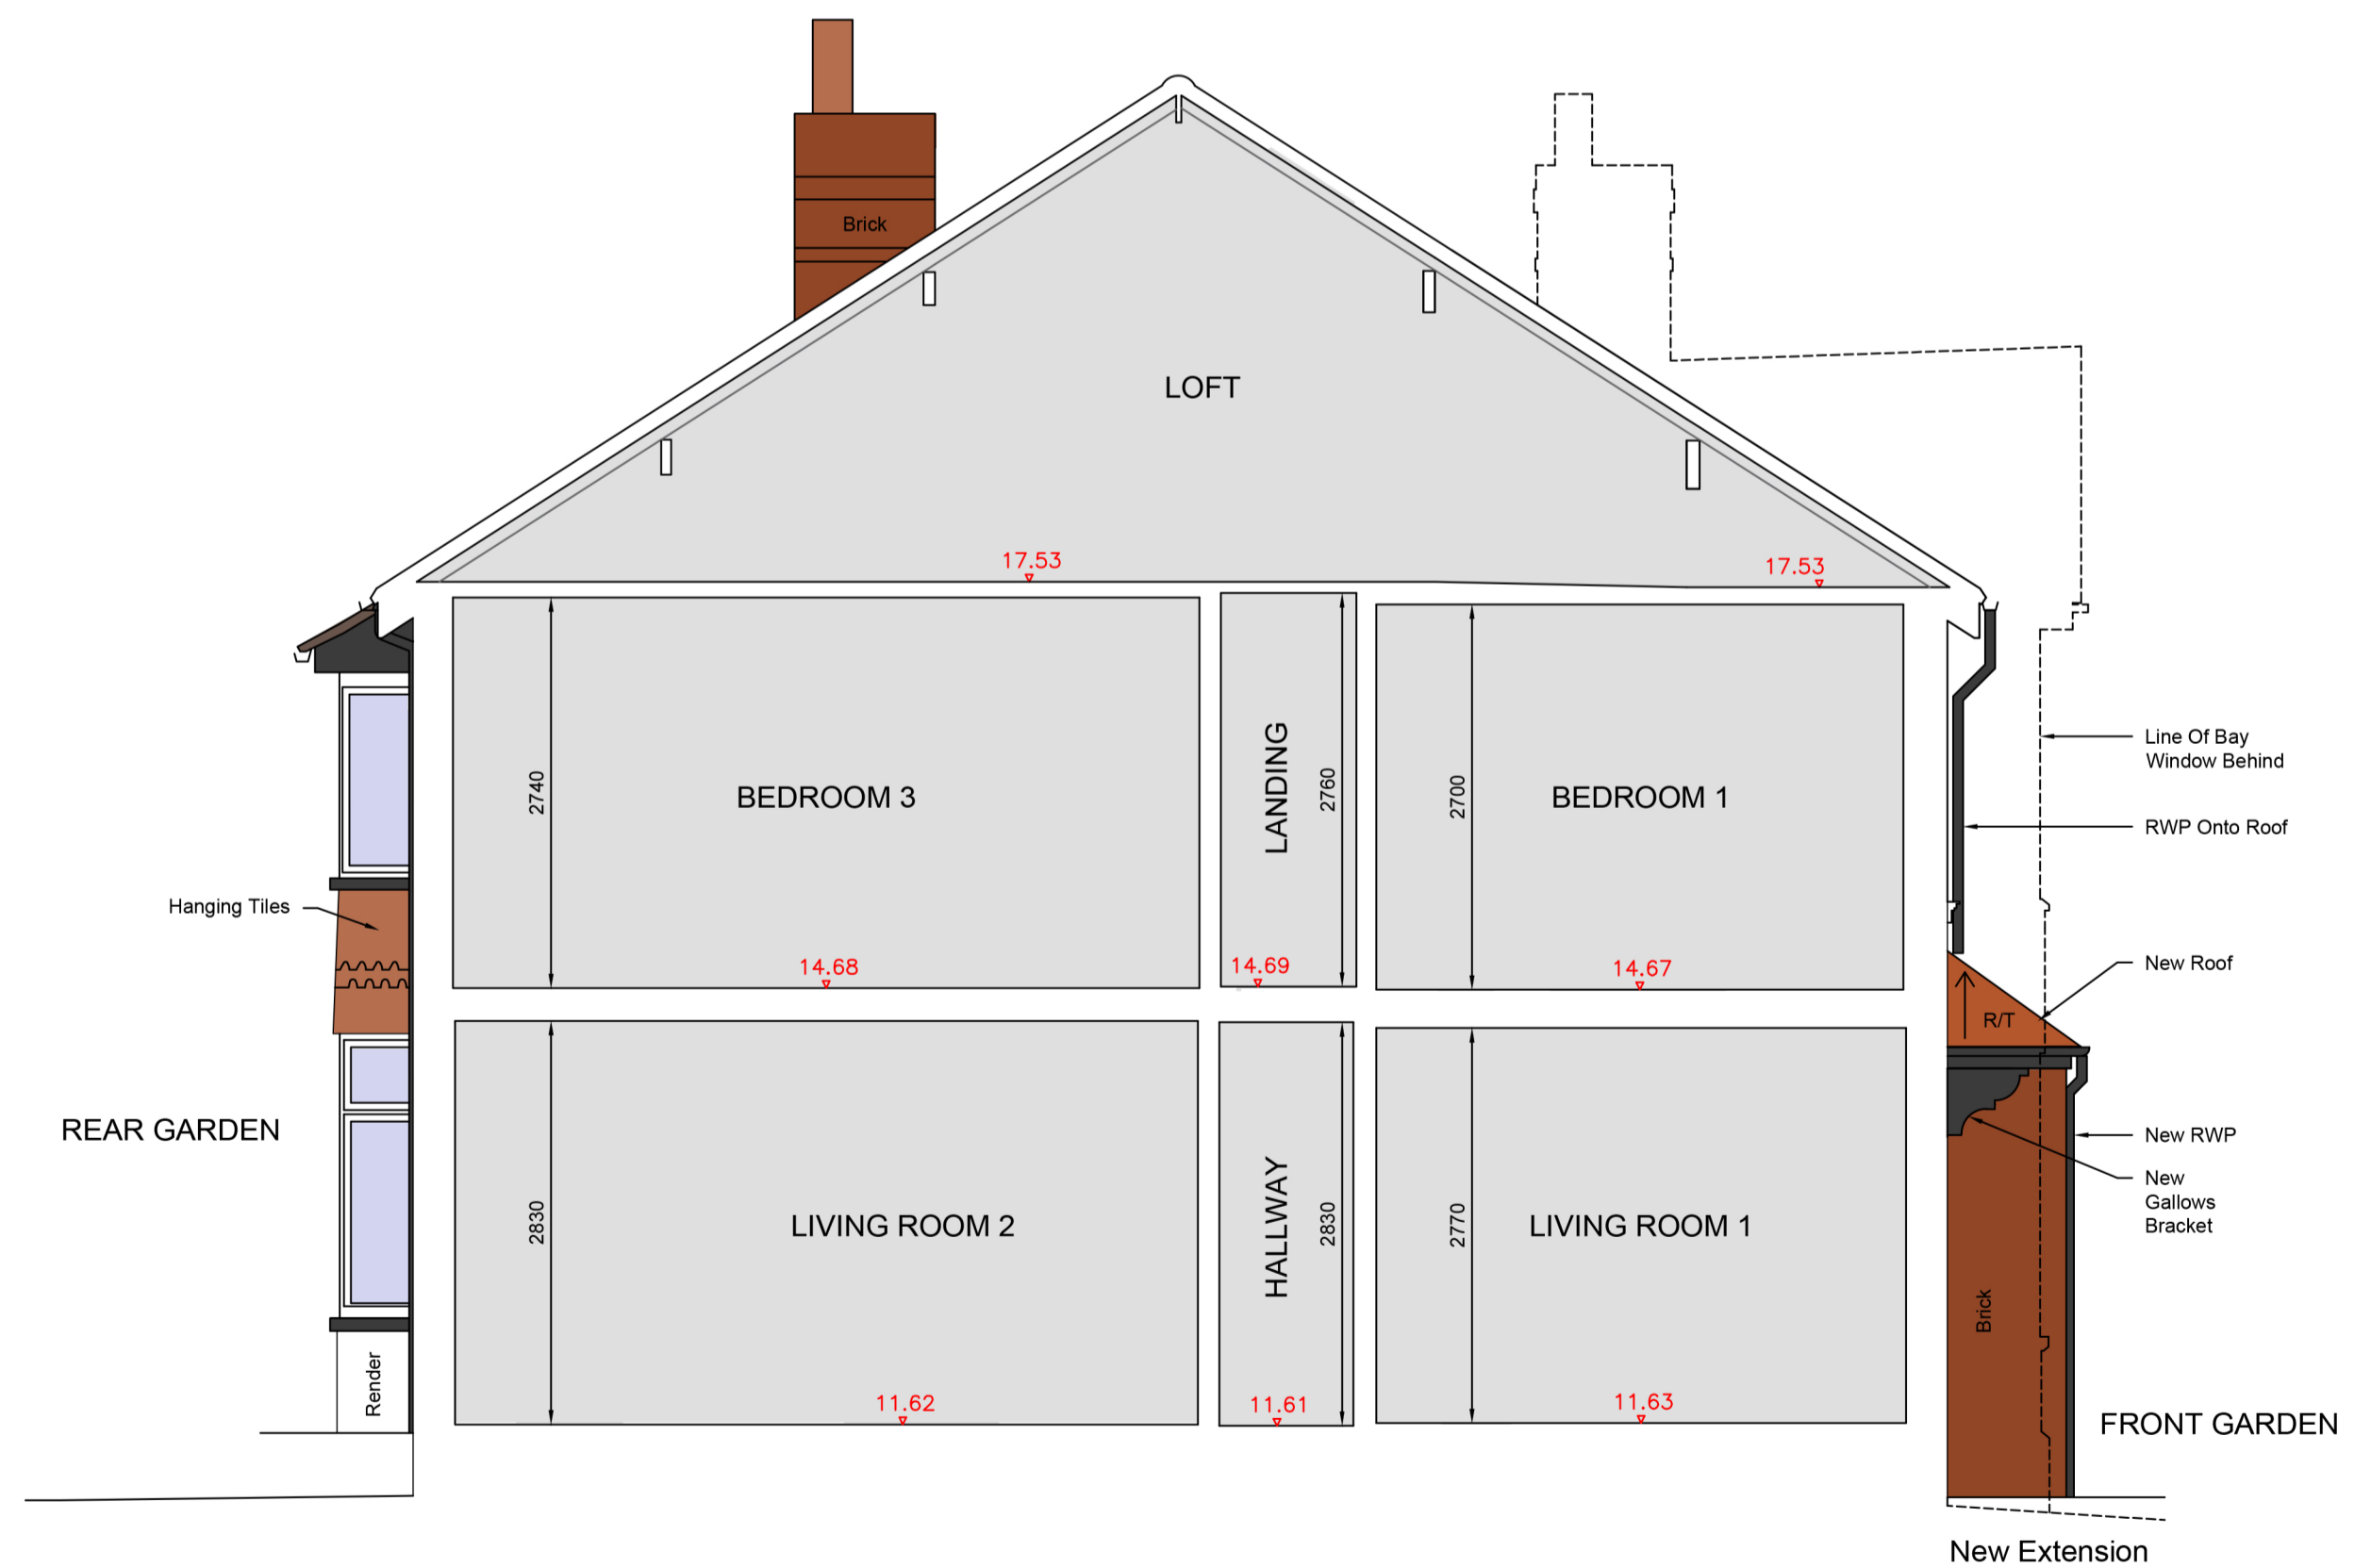 Brick
LOFT
17.53
17.53
BEDROOM 3
2740
14.68
LANDING
2760
14.69
BEDROOM 1
2700
14.67
Line Of Bay
Window Behind
RWP Onto Roof
Hanging Tiles
New Roof
R/T
REAR GARDEN
LIVING ROOM 2
2830
11.62
HALLWAY
2830
11.61
LIVING ROOM 1
2770
11.63
New RWP
New
Gallows
Bracket
Brick
Render
FRONT GARDEN
New Extension